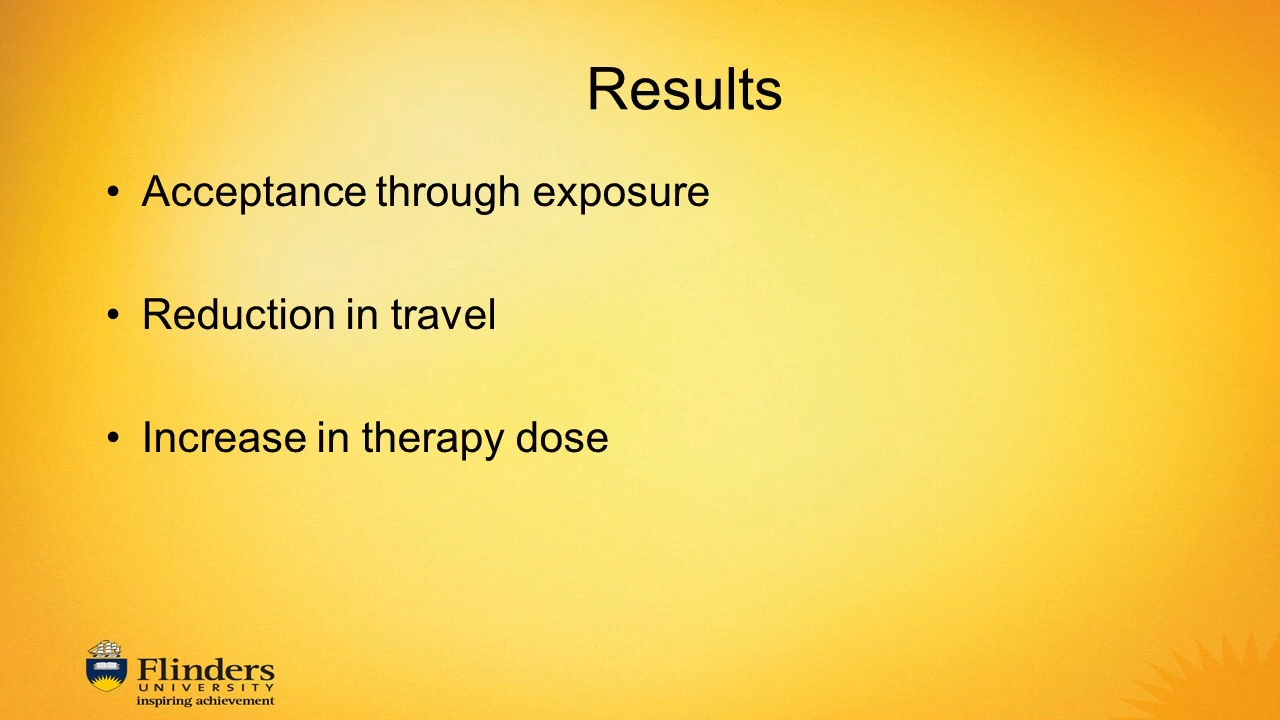 Results
• Acceptance through exposure
• Reduction in travel
• Increase in therapy dose
Flinders
UNIVERSITY
inspiring achievement